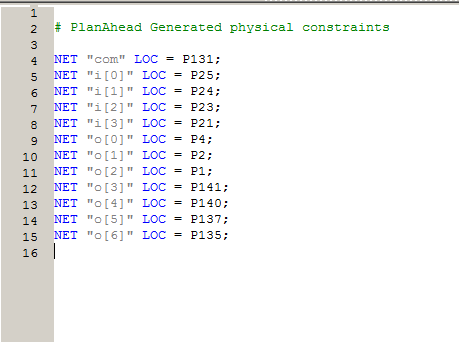 1
2 # PlanAhead Generated physical constraints
3
4 NET "com" LOC = P131;
5 NET "i[0]" LOC = P25;
6 NET "i[1]" LOC = P24;
7 NET "i[2]" LOC = P23;
8 NET "i[3]" LOC = P21;
9 NET "o[0]" LOC = P4;
10 NET "o[1]" LOC = P2;
11 NET "o[2]" LOC = P1;
12 NET "o[3]" LOC = P141;
13 NET "o[4]" LOC = P140;
14 NET "o[5]" LOC = P137;
15 NET "o[6]" LOC = P135;
16